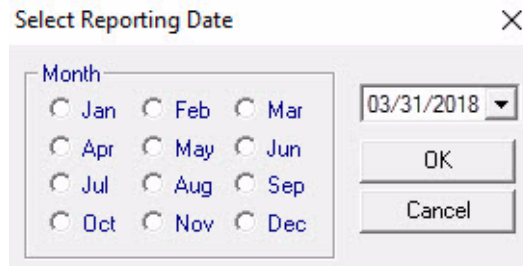 Select Reporting Date
Month
Jan Feb Mar
Apr May Jun
Jul Aug Sep
Oct Nov Dec
03/31/2018
OK
Cancel